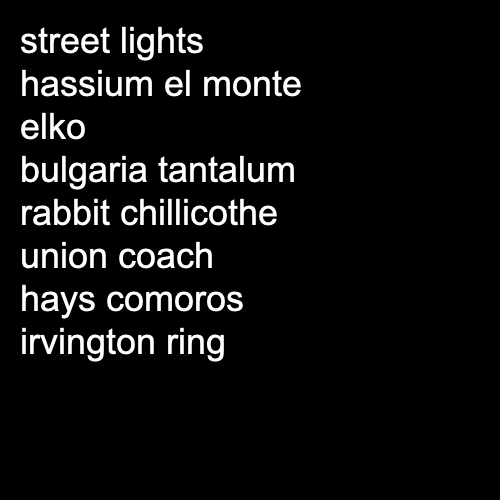 street lights
hassium el monte
elko
bulgaria tantalum
rabbit chillicothe
union coach
hays comoros
irvington ring